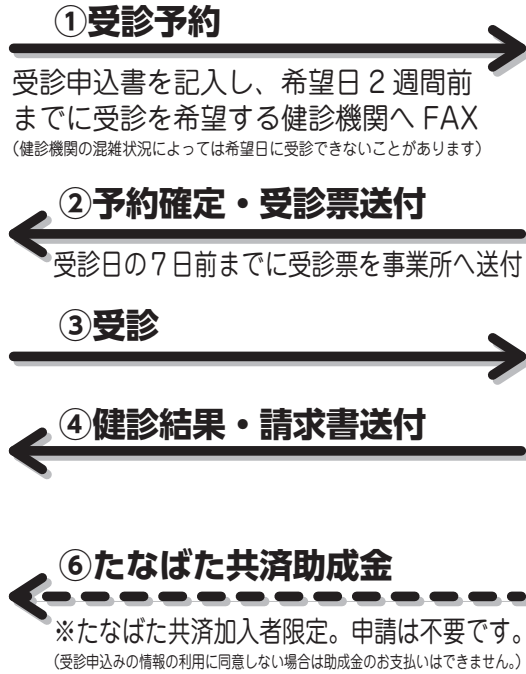 ①受診予約
受診申込書を記入し、希望日2週間前
までに受診を希望する健診機関へFAX
(健診機関の混雑状況によっては希望日に受診できないことがあります)
②予約確定・受診票送付
受診日の7日前までに受診票を事業所へ送付
③受診
④健診結果・請求書送付
⑥たなばた共済助成金
※たなばた共済加入者限定。申請は不要です。
(受診申込みの情報の利用に同意しない場合は助成金のお支払いはできません。)